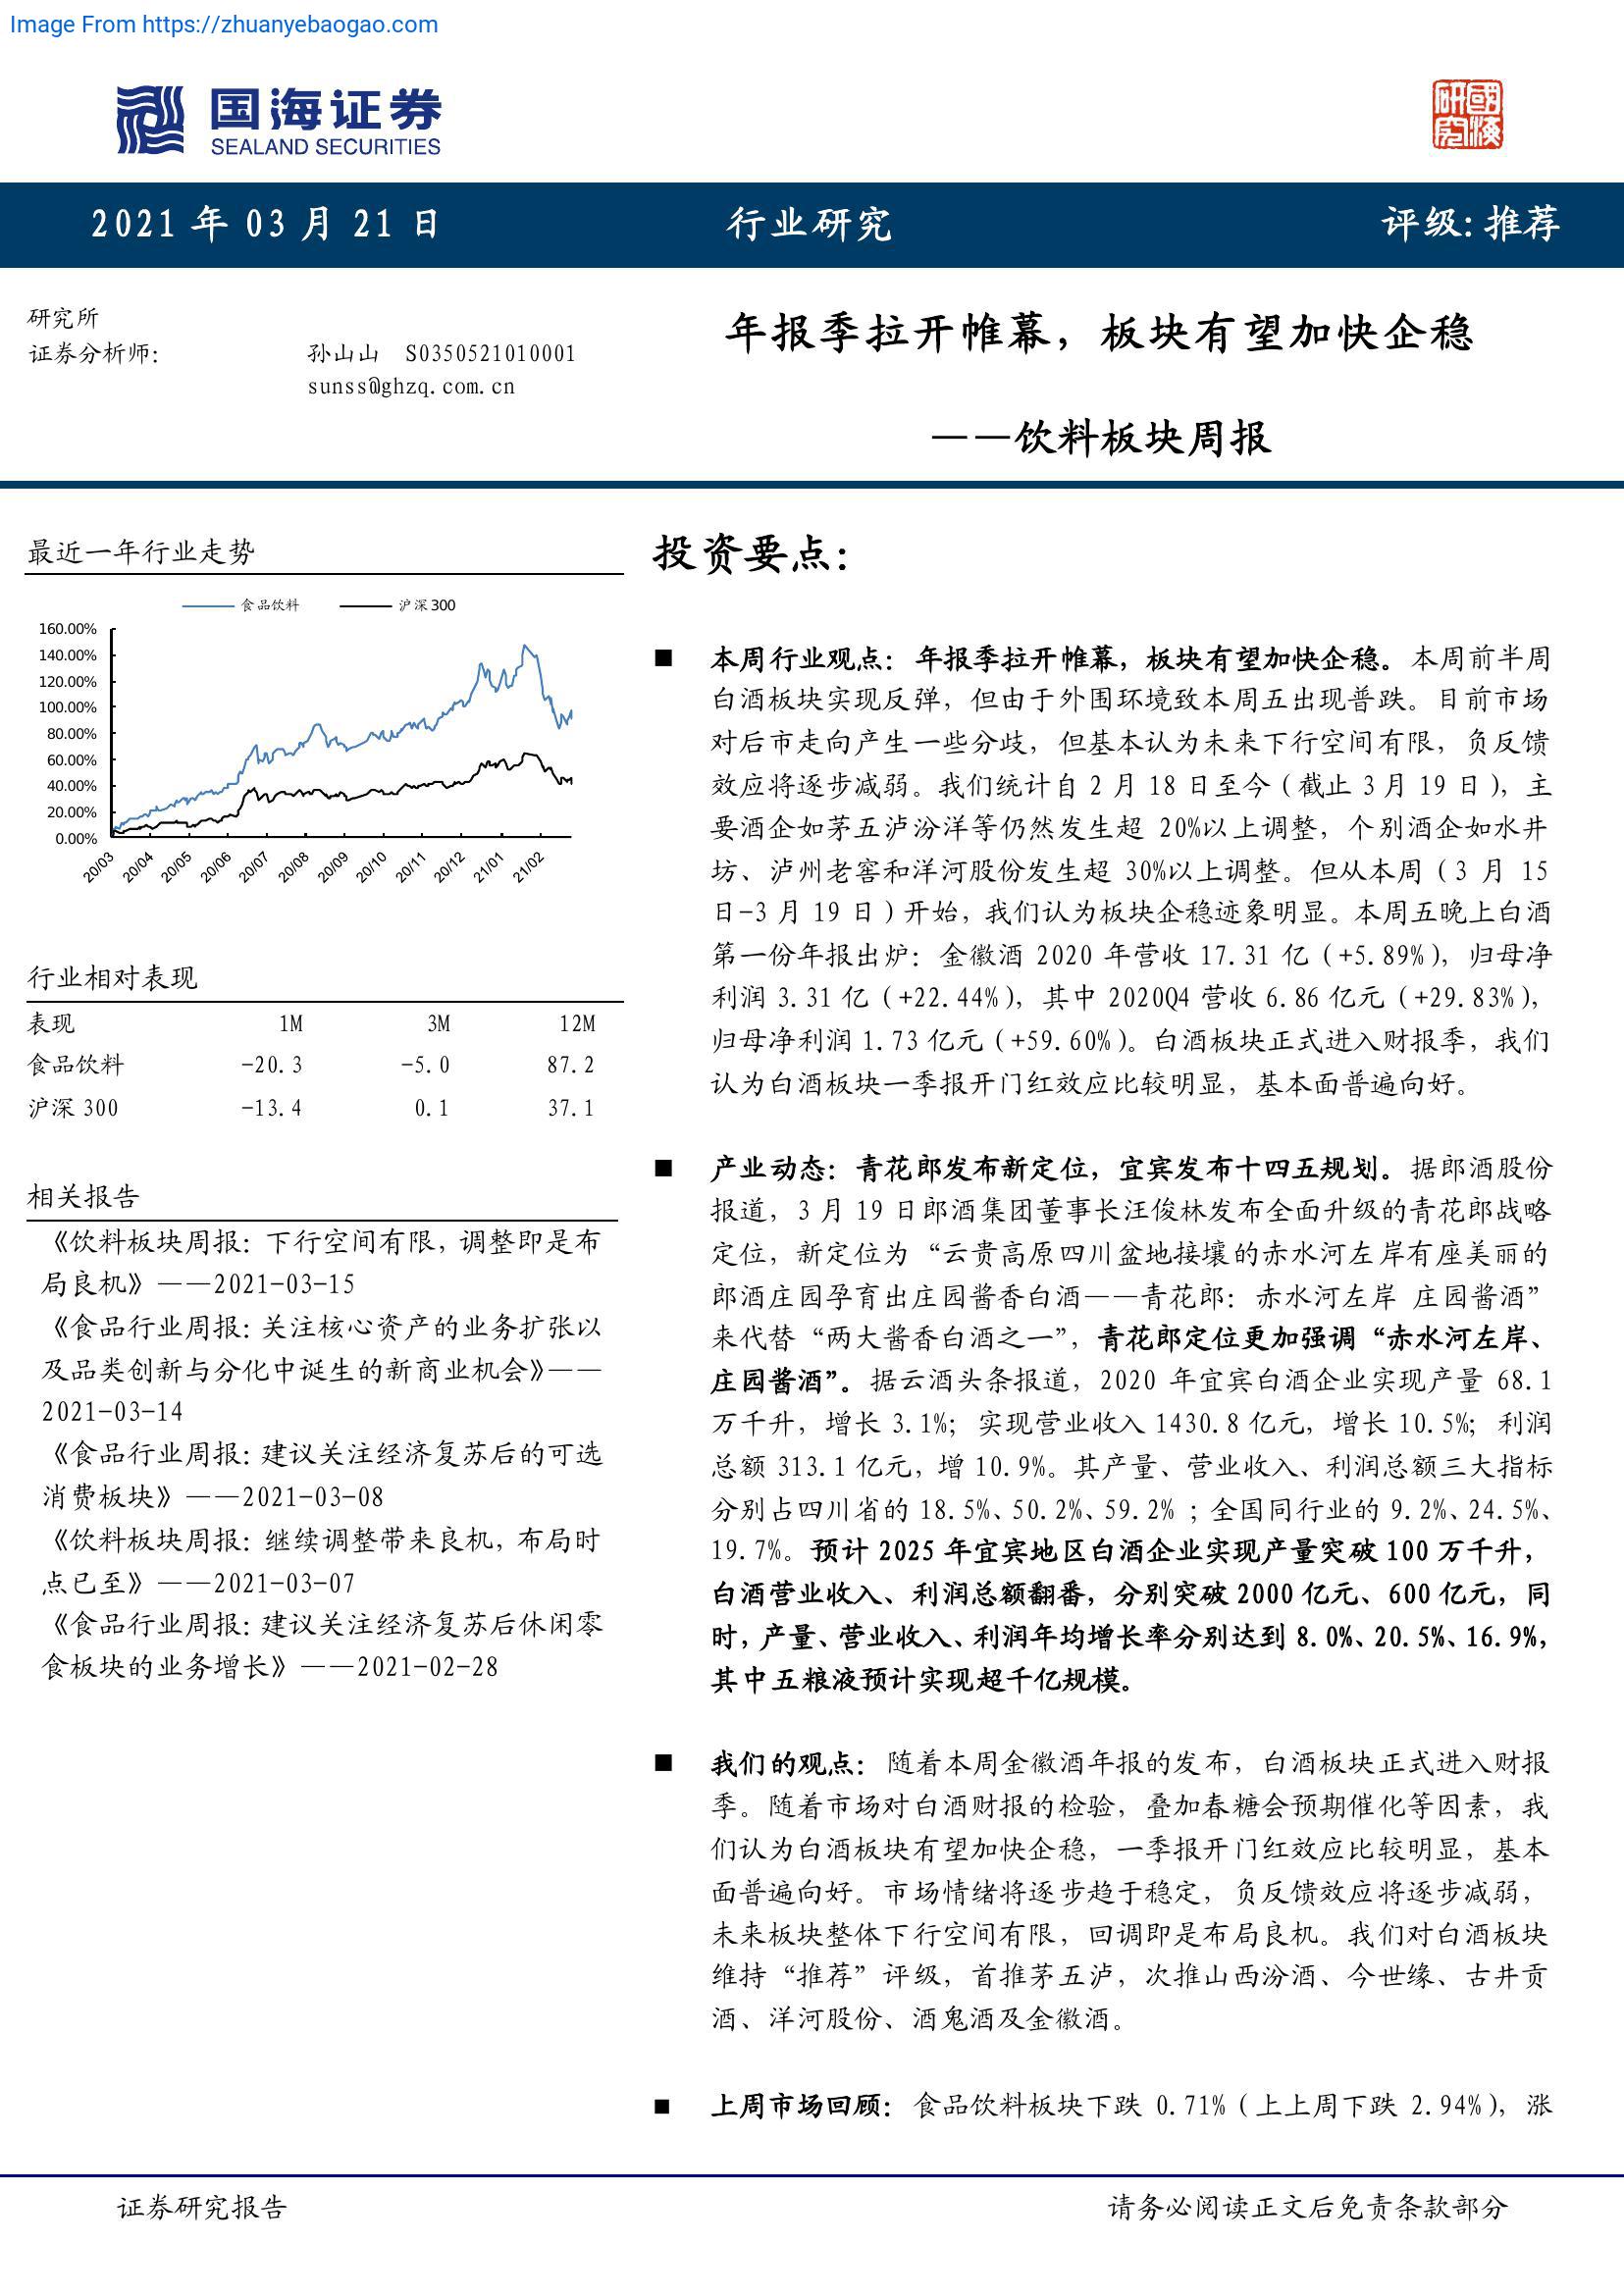 Image From https://zhuanyebaogao.com
国海证券
SEALAND SECURITIES
研究 國海
2021 年 03 月 21 日
行业研究
评级:推荐
研究所
证券分析师: 孙山山 S0350521010001
sunss@ghzq.com.cn
年报季拉开帷幕，板块有望加快企稳
——饮料板块周报
最近一年行业走势
食品饮料 沪深 300
160.00%
140.00%
120.00%
100.00%
80.00%
60.00%
40.00%
20.00%
0.00%
20/03 20/04 20/05 20/06 20/07 20/08 20/09 20/10 20/11 20/12 21/01 21/02
行业相对表现
表现 1M 3M 12M
食品饮料 -20.3 -5.0 87.2
沪深 300 -13.4 0.1 37.1
相关报告
《饮料板块周报：下行空间有限，调整即是布
局良机》——2021-03-15
《食品行业周报：关注核心资产的业务扩张以
及品类创新与分化中诞生的新商业机会》——
2021-03-14
《食品行业周报：建议关注经济复苏后的可选
消费板块》——2021-03-08
《饮料板块周报：继续调整带来良机，布局时
点已至》——2021-03-07
《食品行业周报：建议关注经济复苏后休闲零
食板块的业务增长》——2021-02-28
投资要点：
■ 本周行业观点：年报季拉开帷幕，板块有望加快企稳。本周前半周
白酒板块实现反弹，但由于外围环境致本周五出现普跌。目前市场
对后市走向产生一些分歧，但基本认为未来下行空间有限，负反馈
效应将逐步减弱。我们统计自 2 月 18 日至今（截止 3 月 19 日），主
要酒企如茅五泸汾洋等仍然发生超 20%以上调整，个别酒企如水井
坊、泸州老窖和洋河股份发生超 30%以上调整。但从本周（3 月 15
日-3 月 19 日）开始，我们认为板块企稳迹象明显。本周五晚上白酒
第一份年报出炉：金徽酒 2020 年营收 17.31 亿（+5.89%），归母净
利润 3.31 亿（+22.44%），其中 2020Q4 营收 6.86 亿元（+29.83%），
归母净利润 1.73 亿元（+59.60%）。白酒板块正式进入财报季，我们
认为白酒板块一季报开门红效应比较明显，基本面普遍向好。
■ 产业动态：青花郎发布新定位，宜宾发布十四五规划。据郎酒股份
报道，3 月 19 日郎酒集团董事长汪俊林发布全面升级的青花郎战略
定位，新定位为“云贵高原四川盆地接壤的赤水河左岸有座美丽的
郎酒庄园孕育出庄园酱香白酒——青花郎：赤水河左岸 庄园酱酒”
来代替“两大酱香白酒之一”，青花郎定位更加强调“赤水河左岸、
庄园酱酒”。据云酒头条报道，2020 年宜宾白酒企业实现产量 68.1
万千升，增长 3.1%；实现营业收入 1430.8 亿元，增长 10.5%；利润
总额 313.1 亿元，增 10.9%。其产量、营业收入、利润总额三大指标
分别占四川省的 18.5%、50.2%、59.2%；全国同行业的 9.2%、24.5%、
19.7%。预计 2025 年宜宾地区白酒企业实现产量突破 100 万千升，
白酒营业收入、利润总额翻番，分别突破 2000 亿元、600 亿元，同
时，产量、营业收入、利润年均增长率分别达到 8.0%、20.5%、16.9%，
其中五粮液预计实现超千亿规模。
■ 我们的观点：随着本周金徽酒年报的发布，白酒板块正式进入财报
季。随着市场对白酒财报的检验，叠加春糖会预期催化等因素，我
们认为白酒板块有望加快企稳，一季报开门红效应比较明显，基本
面普遍向好。市场情绪将逐步趋于稳定，负反馈效应将逐步减弱，
未来板块整体下行空间有限，回调即是布局良机。我们对白酒板块
维持“推荐”评级，首推茅五泸，次推山西汾酒、今世缘、古井贡
酒、洋河股份、酒鬼酒及金徽酒。
■ 上周市场回顾：食品饮料板块下跌 0.71%（上上周下跌 2.94%），涨
证券研究报告
请务必阅读正文后免责条款部分